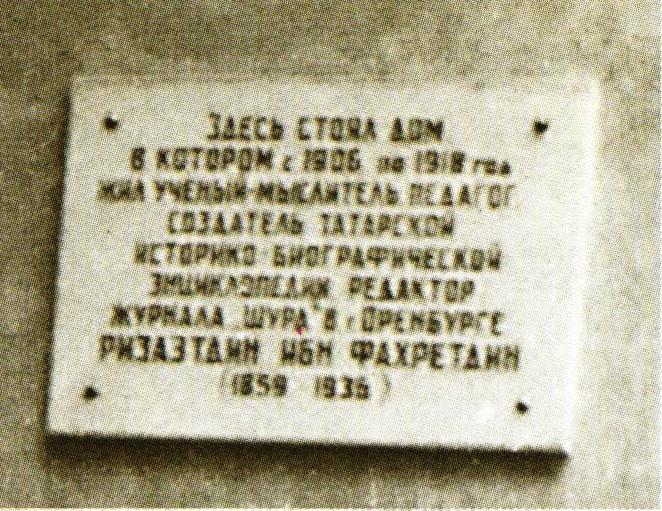 ЗДЕСЬ СТОЯЛ ДОМ
В КОТОРОМ с 1906 по 1918 год
ЖИЛ УЧЕНЫЙ-МЫСЛИТЕЛЬ ПЕДАГОГ
СОЗДАТЕЛЬ ТАТАРСКОЙ
ИСТОРИКО-БИОГРАФИЧЕСКОЙ
ЭНЦИКЛОПЕДИИ РЕДАКТОР
ЖУРНАЛА „ШУРА" В г. ОРЕНБУРГЕ
РИЗАЭТДИН ИБН ФАХРЕТДИН
(1859 1936)